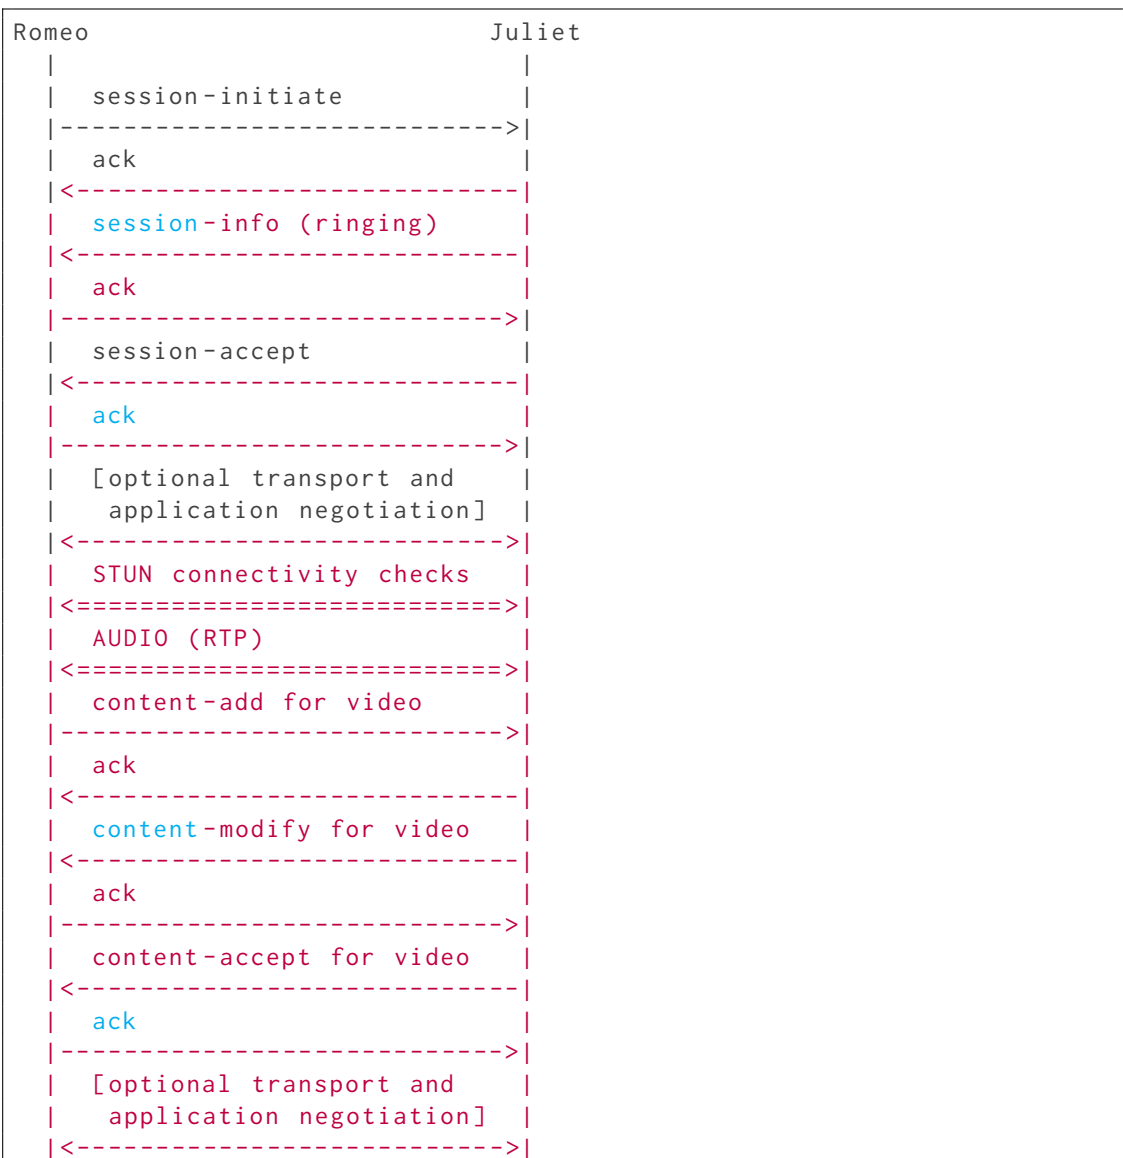 Romeo                         Juliet
  |                             |
  |  session-initiate           |
  |---------------------------->|
  |  ack                        |
  |<----------------------------|
  |  session-info (ringing)     |
  |<----------------------------|
  |  ack                        |
  |---------------------------->|
  |  session-accept             |
  |<----------------------------|
  |  ack                        |
  |---------------------------->|
  |  [optional transport and    |
  |   application negotiation]  |
  |<--------------------------->|
  |  STUN connectivity checks   |
  |<===========================>|
  |  AUDIO (RTP)                |
  |<===========================>|
  |  content-add for video      |
  |---------------------------->|
  |  ack                        |
  |<----------------------------|
  |  content-modify for video   |
  |<----------------------------|
  |  ack                        |
  |---------------------------->|
  |  content-accept for video   |
  |<----------------------------|
  |  ack                        |
  |---------------------------->|
  |  [optional transport and    |
  |   application negotiation]  |
  |<--------------------------->|